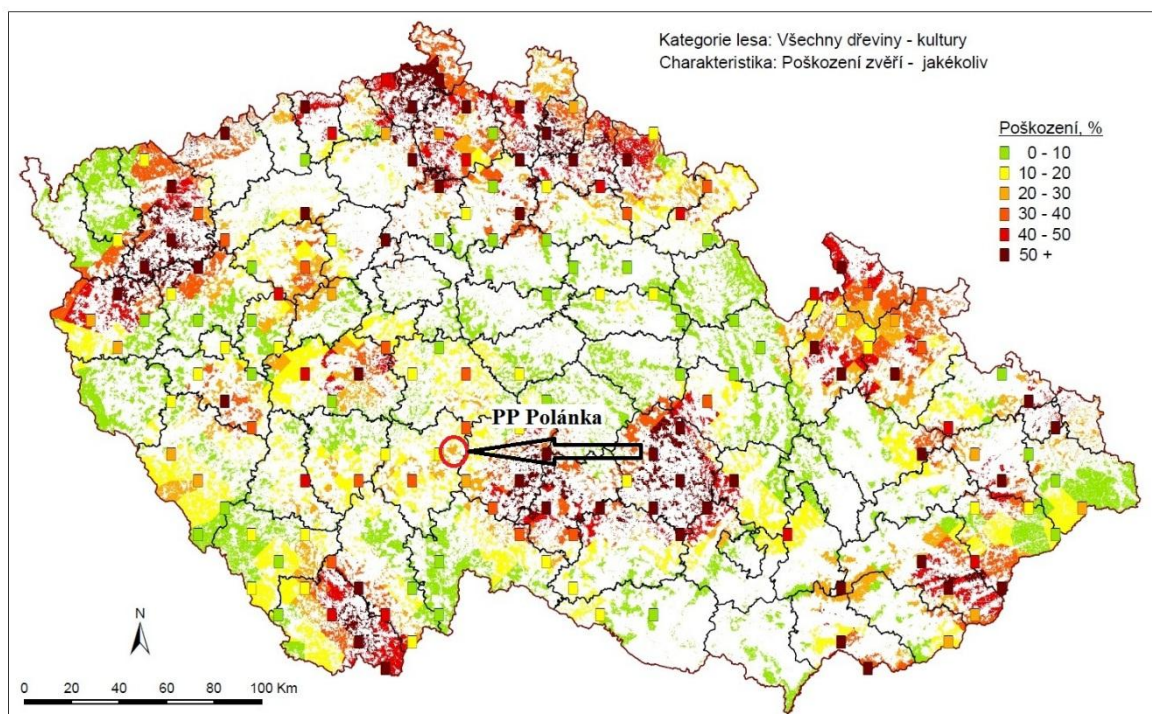 Kategorie lesa: Všechny dřeviny - kultury
Charakteristika: Poškození zvěří - jakékoliv
Poškození, %
0 - 10
10 - 20
20 - 30
30 - 40
40 - 50
50 +
PP Polánka
N
0 20 40 60 80 100 Km